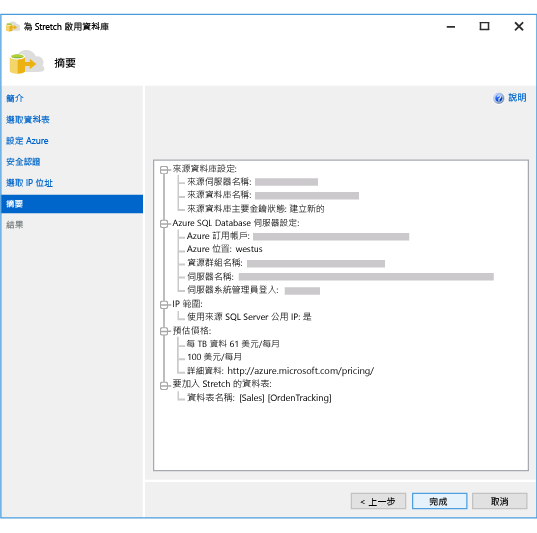 為 Stretch 啟用資料庫
摘要
簡介
選取資料表
設定 Azure
安全認證
選取 IP 位址
摘要
結果
說明
來源資料庫設定:
來源伺服器名稱:
來源資料庫名稱:
來源資料庫主要金鑰狀態: 建立新的
Azure SQL Database 伺服器設定:
Azure 訂用帳戶:
Azure 位置: westus
資源群組名稱:
伺服器名稱:
伺服器系統管理員登入:
IP 範圍:
使用來源 SQL Server 公用 IP: 是
預估價格:
每 TB 資料 61 美元/每月
100 美元/每月
詳細資料: http://azure.microsoft.com/pricing/
要加入 Stretch 的資料表:
資料表名稱: [Sales] [OrdenTracking]
< 上一步
完成
取消